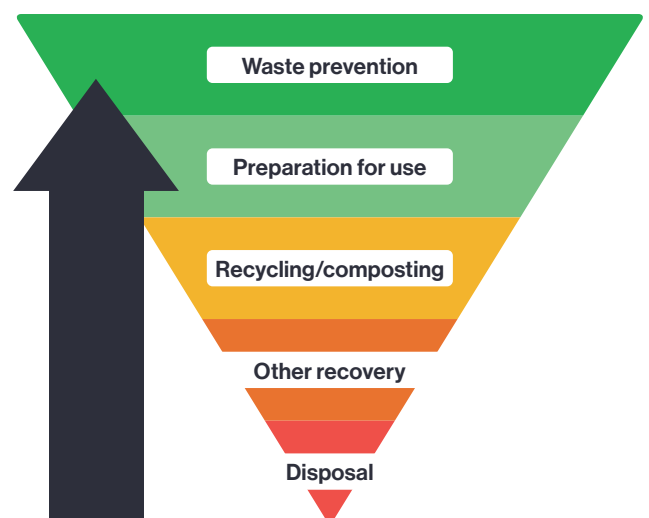 Waste prevention
Preparation for use
Recycling/composting
Other recovery
Disposal